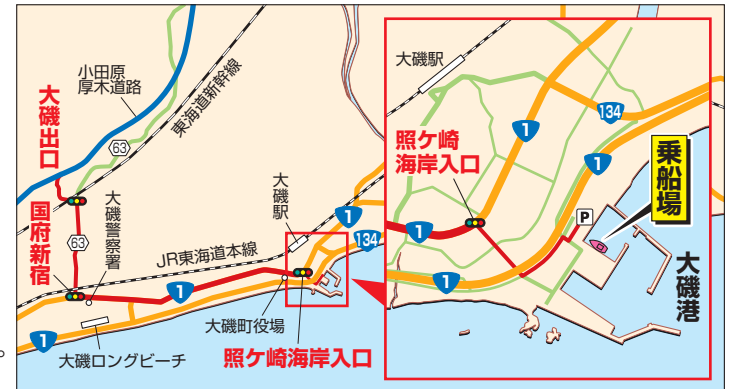 小田原
厚木道路
東海道新幹線
大磯出口
63
国府新宿
63
大磯警察署
大磯駅
JR東海道本線
1
134
1
大磯町役場
1
大磯ロングビーチ
照ケ崎海岸入口
大磯駅
134
1
照ケ崎
海岸入口
1
1
P
乗船場
1
大磯港
。